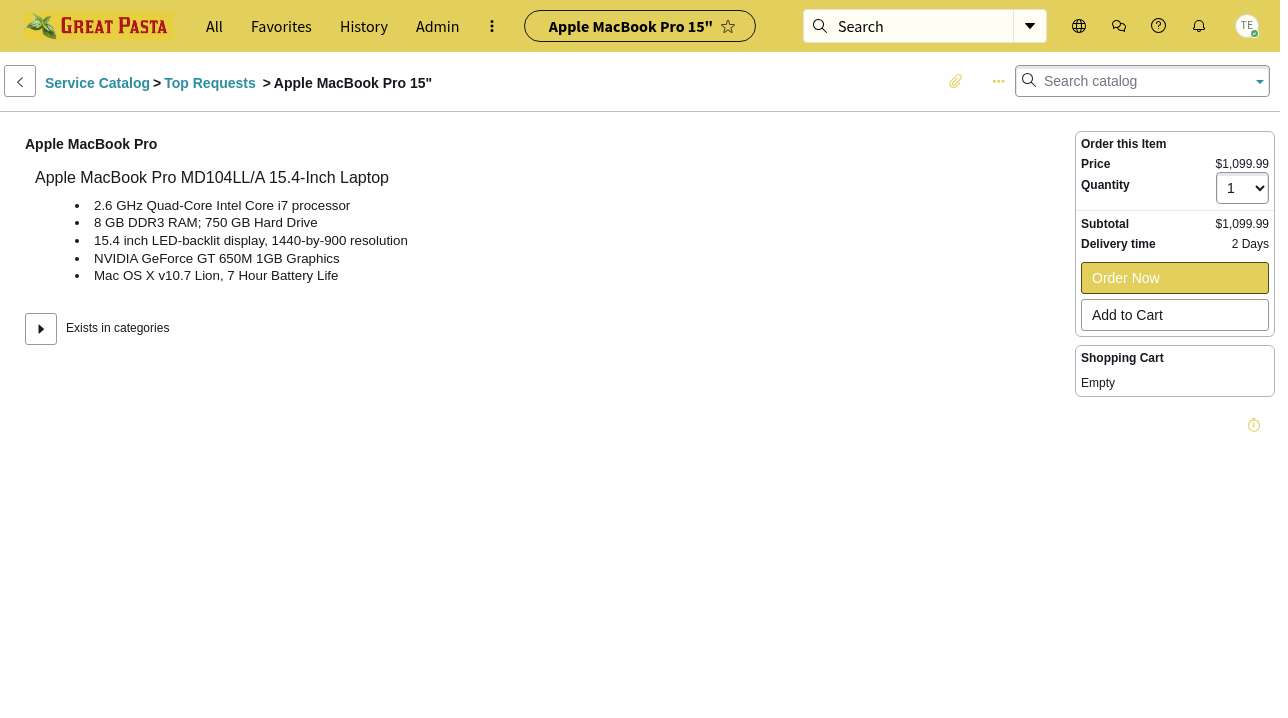 GREAT PASTA All Favorites History Admin Apple MacBook Pro 15" Search TE
Service Catalog > Top Requests > Apple MacBook Pro 15" Search catalog
Apple MacBook Pro
Apple MacBook Pro MD104LL/A 15.4-Inch Laptop
• 2.6 GHz Quad-Core Intel Core i7 processor
• 8 GB DDR3 RAM; 750 GB Hard Drive
• 15.4 inch LED-backlit display, 1440-by-900 resolution
• NVIDIA GeForce GT 650M 1GB Graphics
• Mac OS X v10.7 Lion, 7 Hour Battery Life
Exists in categories
Order this Item
Price $1,099.99
Quantity 1
Subtotal $1,099.99
Delivery time 2 Days
Order Now
Add to Cart
Shopping Cart
Empty